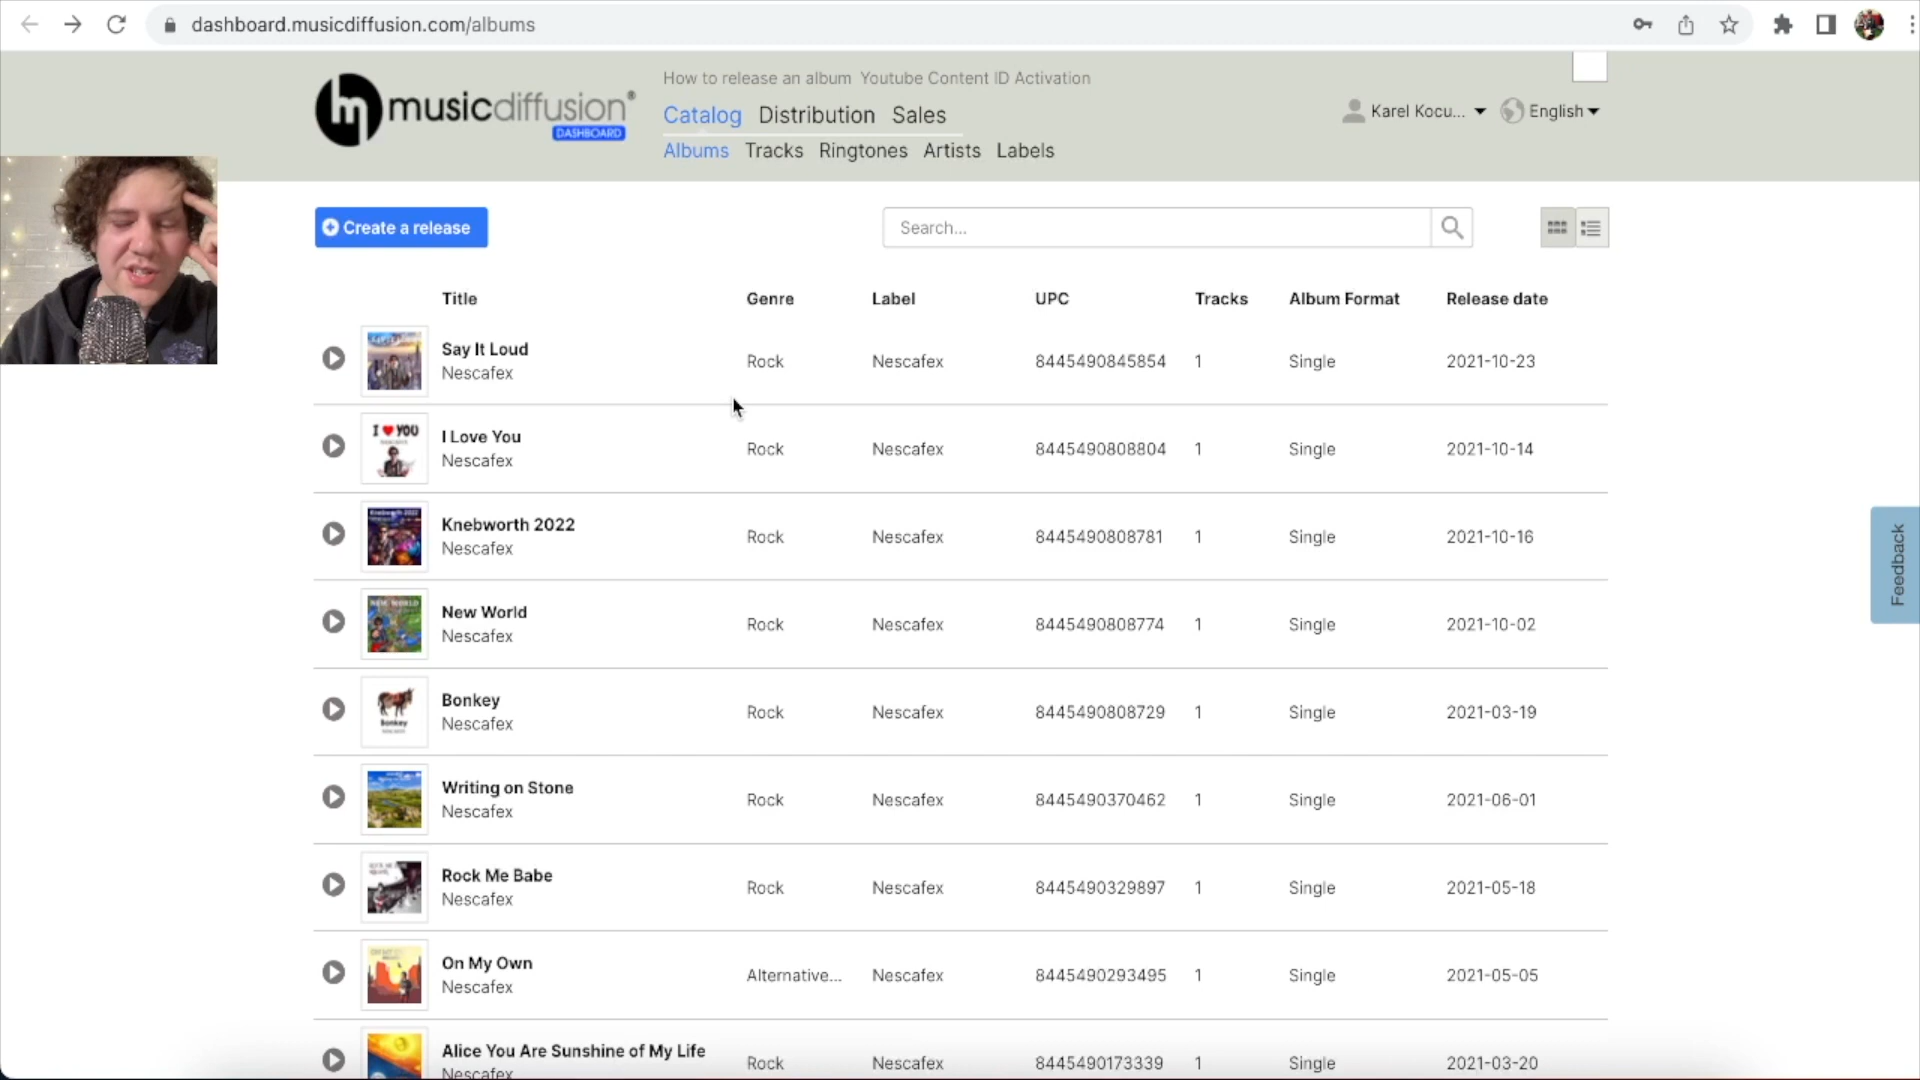 dashboard.musicdiffusion.com/albums
How to release an album Youtube Content ID Activation
musicdiffusion®
DASHBOARD
Catalog Distribution Sales
Karel Kocu... English
Albums Tracks Ringtones Artists Labels
Create a release
Search...
Title Genre Label UPC Tracks Album Format Release date
Say It Loud
Nescafex
Rock Nescafex 8445490845854 1 Single 2021-10-23
I ♥ YOU
I Love You
Nescafex
Rock Nescafex 8445490808804 1 Single 2021-10-14
Knebworth 2022
Knebworth 2022
Nescafex
Rock Nescafex 8445490808781 1 Single 2021-10-16
NEW WORLD
New World
Nescafex
Rock Nescafex 8445490808774 1 Single 2021-10-02
Bonkey
Bonkey
Nescafex
Rock Nescafex 8445490808729 1 Single 2021-03-19
Writing on Stone
Nescafex
Rock Nescafex 8445490370462 1 Single 2021-06-01
Rock Me Babe
Nescafex
Rock Nescafex 8445490329897 1 Single 2021-05-18
On My Own
Nescafex
Alternative... Nescafex 8445490293495 1 Single 2021-05-05
Alice You Are Sunshine of My Life
Nescafex
Rock Nescafex 8445490173339 1 Single 2021-03-20
Feedback